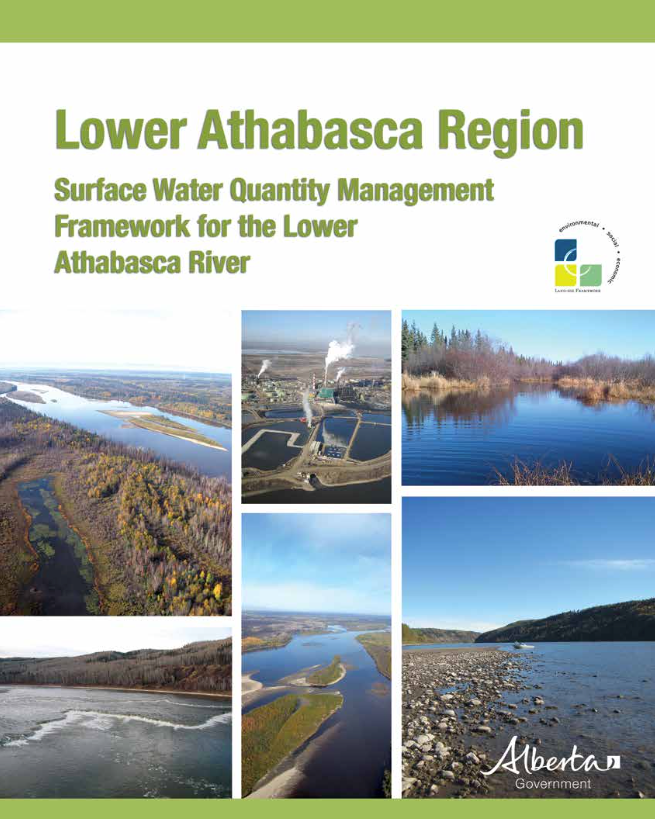 Lower Athabasca Region
Surface Water Quantity Management
Framework for the Lower
Athabasca River
environmental • social • economic
Land-use Framework
Alberta
Government